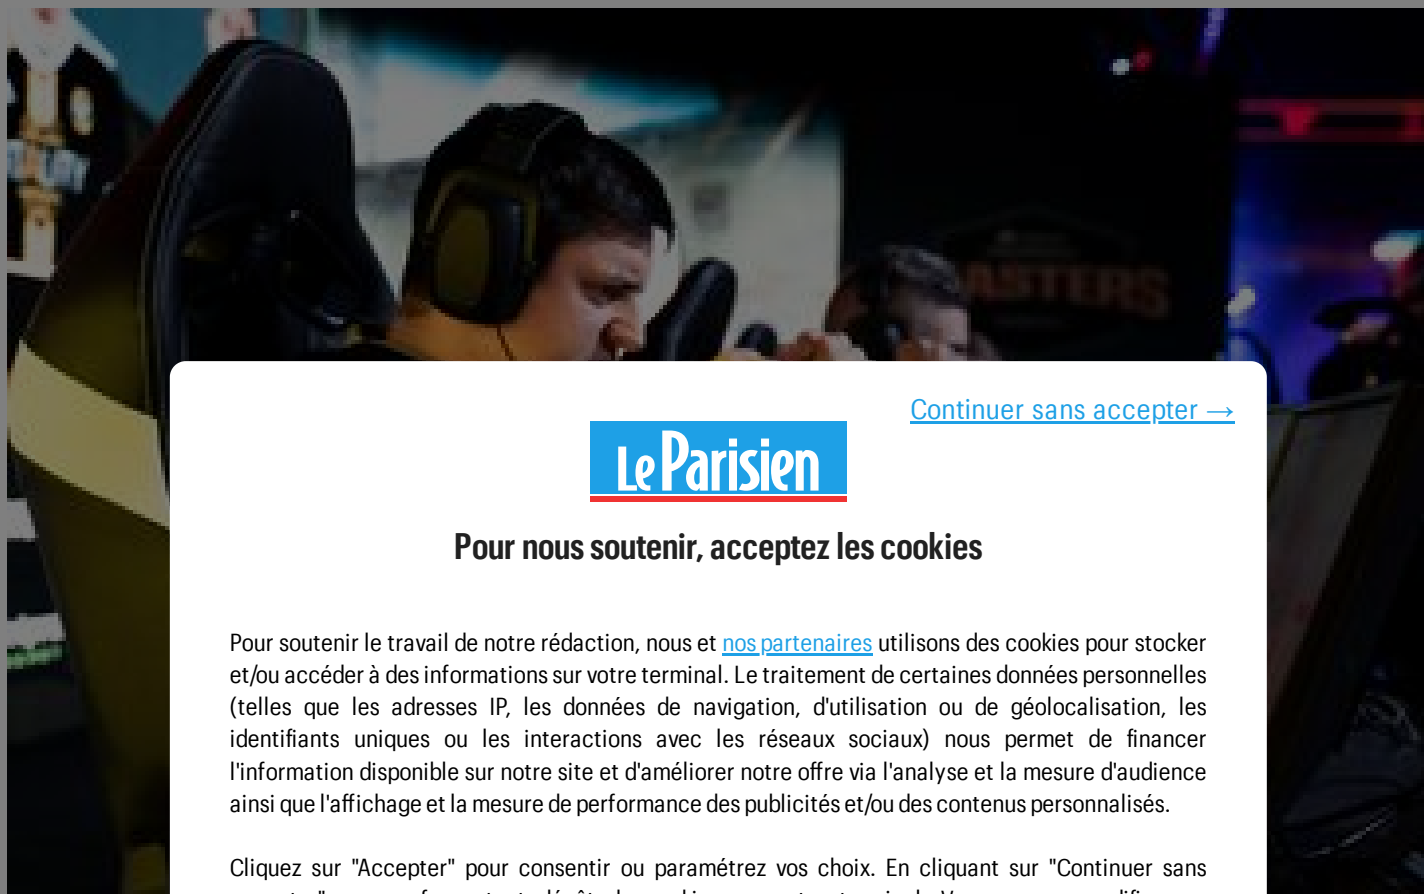 ASTERS
Continuer sans accepter →
Le Parisien
Pour nous soutenir, acceptez les cookies
Pour soutenir le travail de notre rédaction, nous et nos partenaires utilisons des cookies pour stocker
et/ou accéder à des informations sur votre terminal. Le traitement de certaines données personnelles
(telles que les adresses IP, les données de navigation, d'utilisation ou de géolocalisation, les
identifiants uniques ou les interactions avec les réseaux sociaux) nous permet de financer
l'information disponible sur notre site et d'améliorer notre offre via l'analyse et la mesure d'audience
ainsi que l'affichage et la mesure de performance des publicités et/ou des contenus personnalisés.
Cliquez sur "Accepter" pour consentir ou paramétrez vos choix. En cliquant sur "Continuer sans